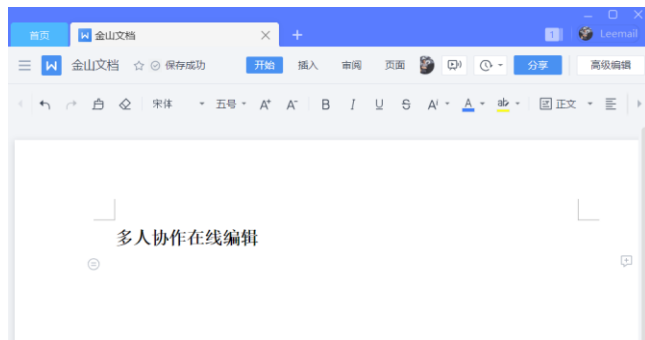 首页 金山文档 1 Leemail
金山文档 保存成功 开始 插入 审阅 页面 分享 高级编辑
宋体 五号 A+ A- B I U S A A ab 正文
多人协作在线编辑